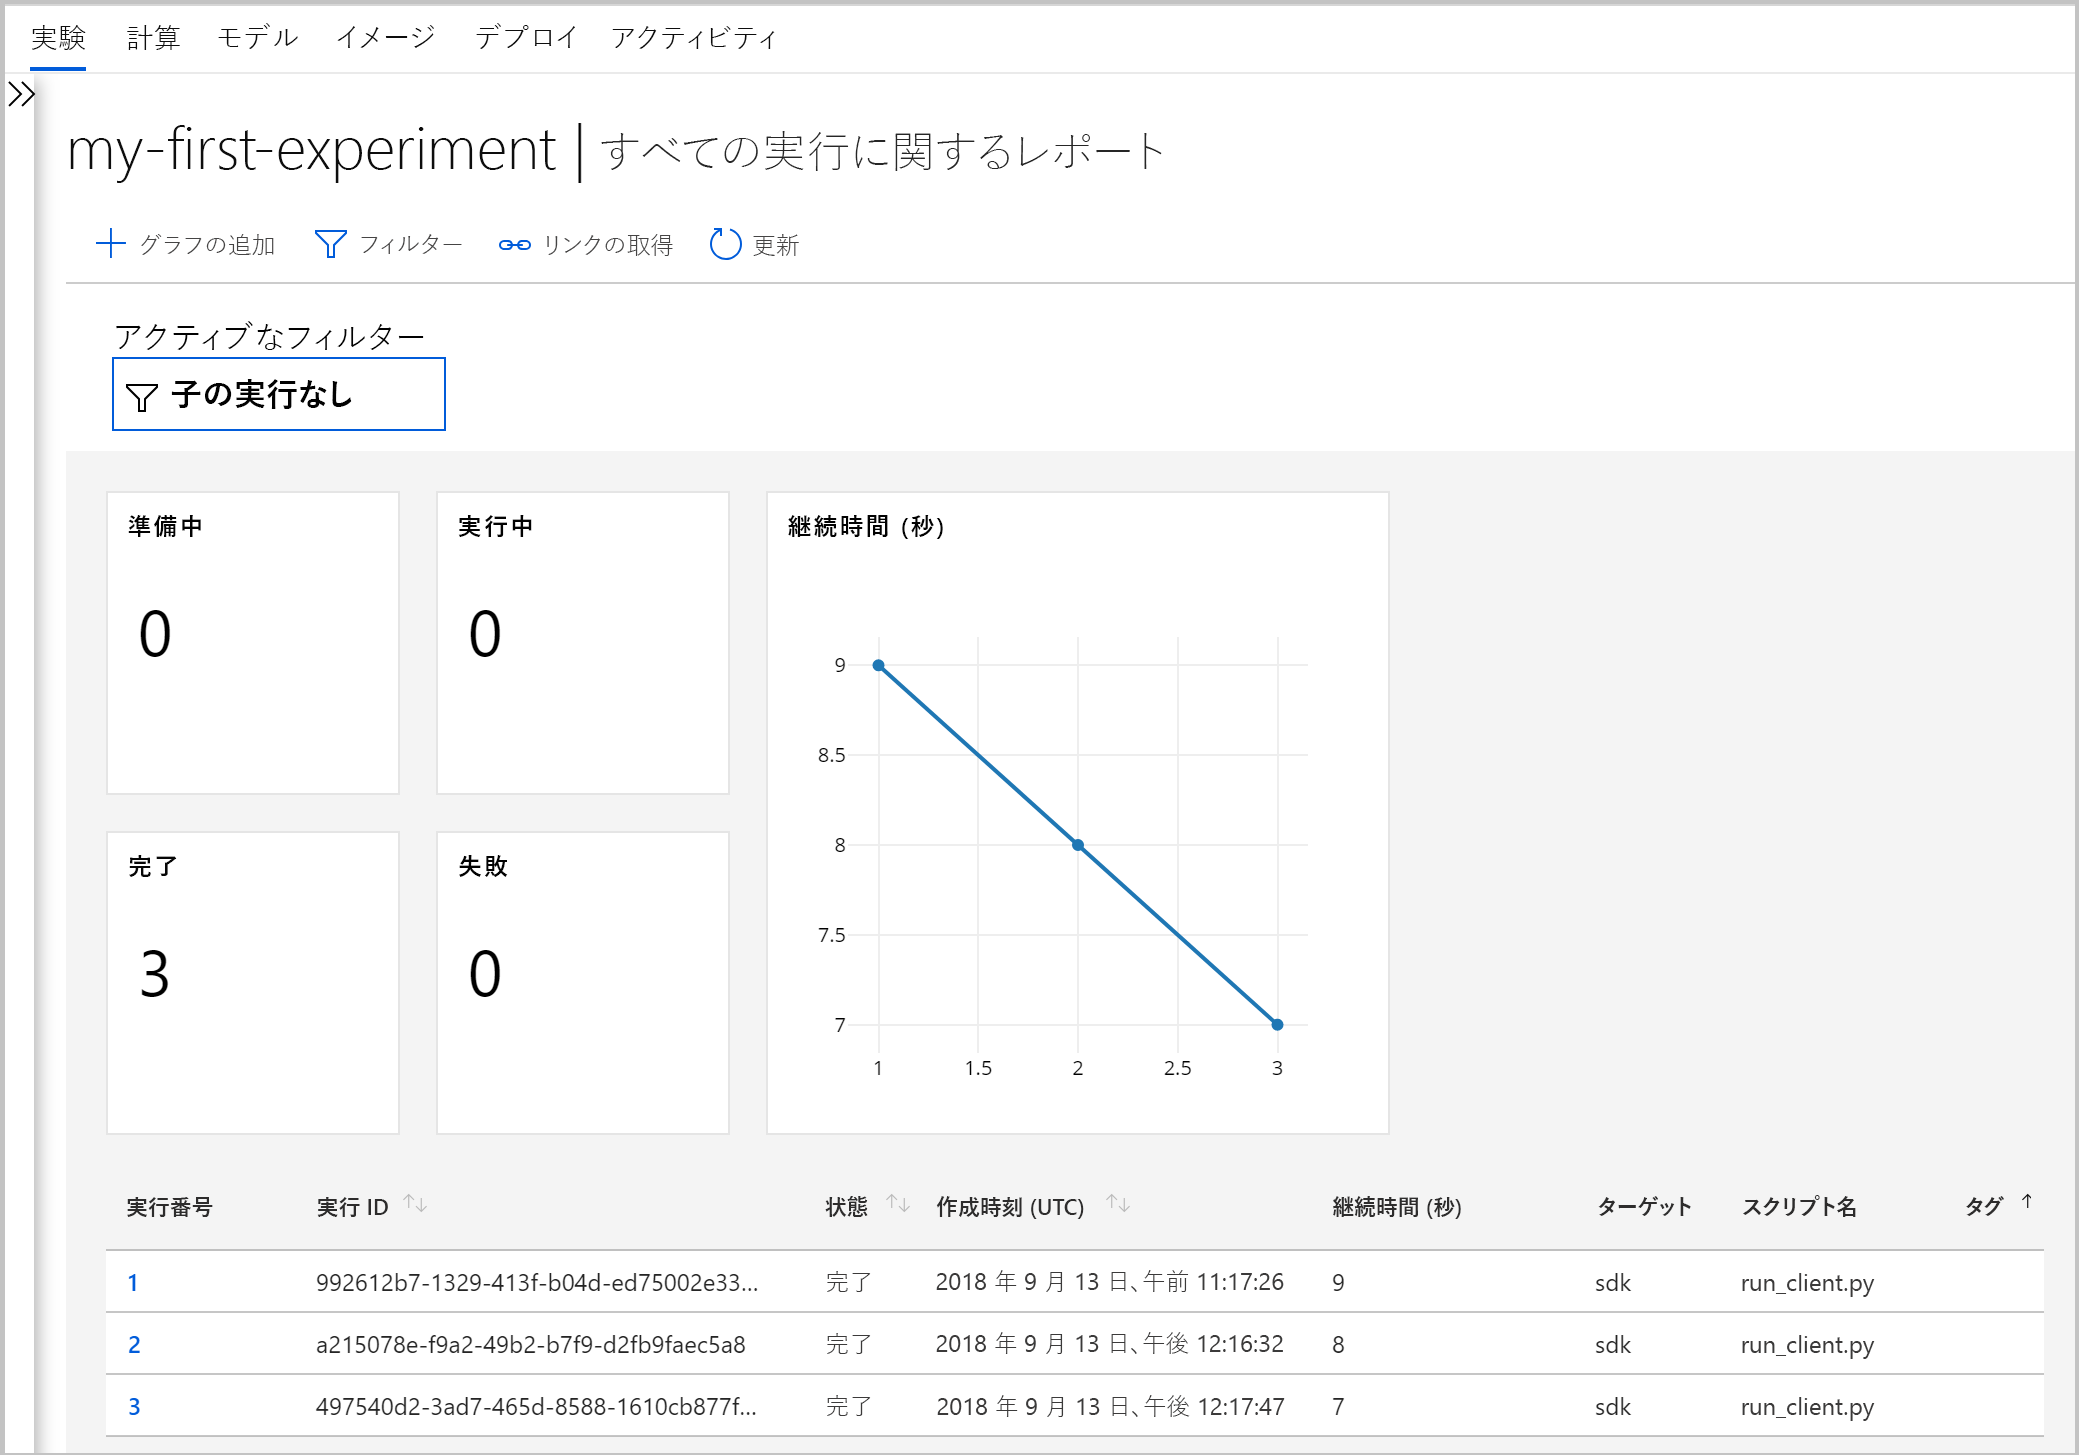 実験 計算 モデル イメージ デプロイ アクティビティ
my-first-experiment | すべての実行に関するレポート
グラフの追加 フィルター リンクの取得 更新
アクティブなフィルター
子の実行なし
準備中
0
実行中
0
完了
3
失敗
0
継続時間 (秒)
9
8.5
8
7.5
7
1 1.5 2 2.5 3
実行番号 実行 ID 状態 作成時刻 (UTC) 継続時間 (秒) ターゲット スクリプト名 タグ
1 992612b7-1329-413f-b04d-ed75002e33... 完了 2018 年 9 月 13 日、午前 11:17:26 9 sdk run_client.py
2 a215078e-f9a2-49b2-b7f9-d2fb9faec5a8 完了 2018 年 9 月 13 日、午後 12:16:32 8 sdk run_client.py
3 497540d2-3ad7-465d-8588-1610cb877f... 完了 2018 年 9 月 13 日、午後 12:17:47 7 sdk run_client.py